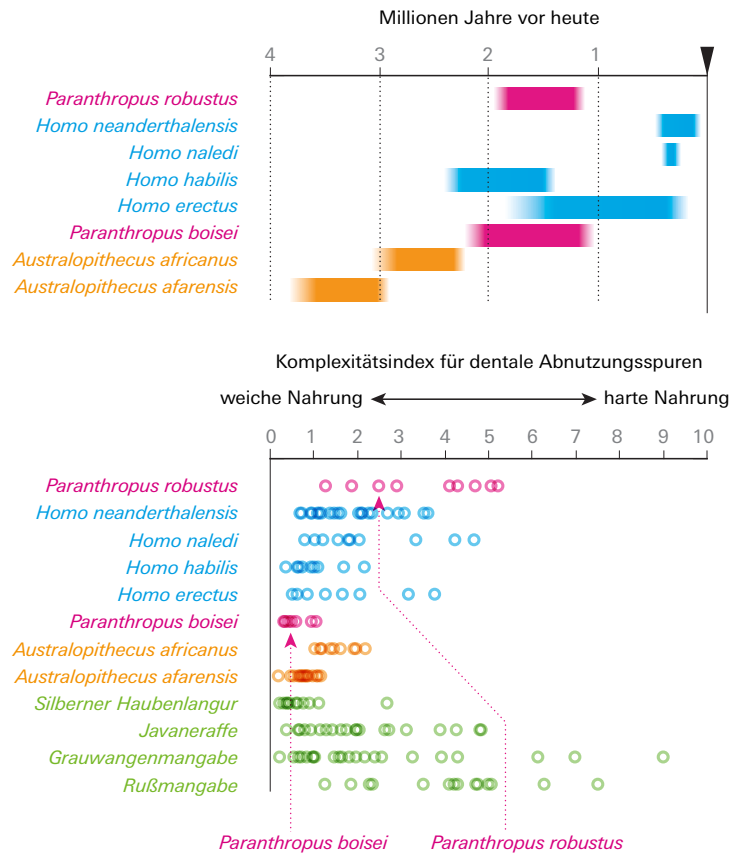 Millionen Jahre vor heute
4 3 2 1
Paranthropus robustus
Homo neanderthalensis
Homo naledi
Homo habilis
Homo erectus
Paranthropus boisei
Australopithecus africanus
Australopithecus afarensis
Komplexitätsindex für dentale Abnutzungsspuren
weiche Nahrung harte Nahrung
0 1 2 3 4 5 6 7 8 9 10
Paranthropus robustus
Homo neanderthalensis
Homo naledi
Homo habilis
Homo erectus
Paranthropus boisei
Australopithecus africanus
Australopithecus afarensis
Silberner Haubenlangur
Javaneraffe
Grauwangenmangabe
Rußmangabe
Paranthropus boisei Paranthropus robustus